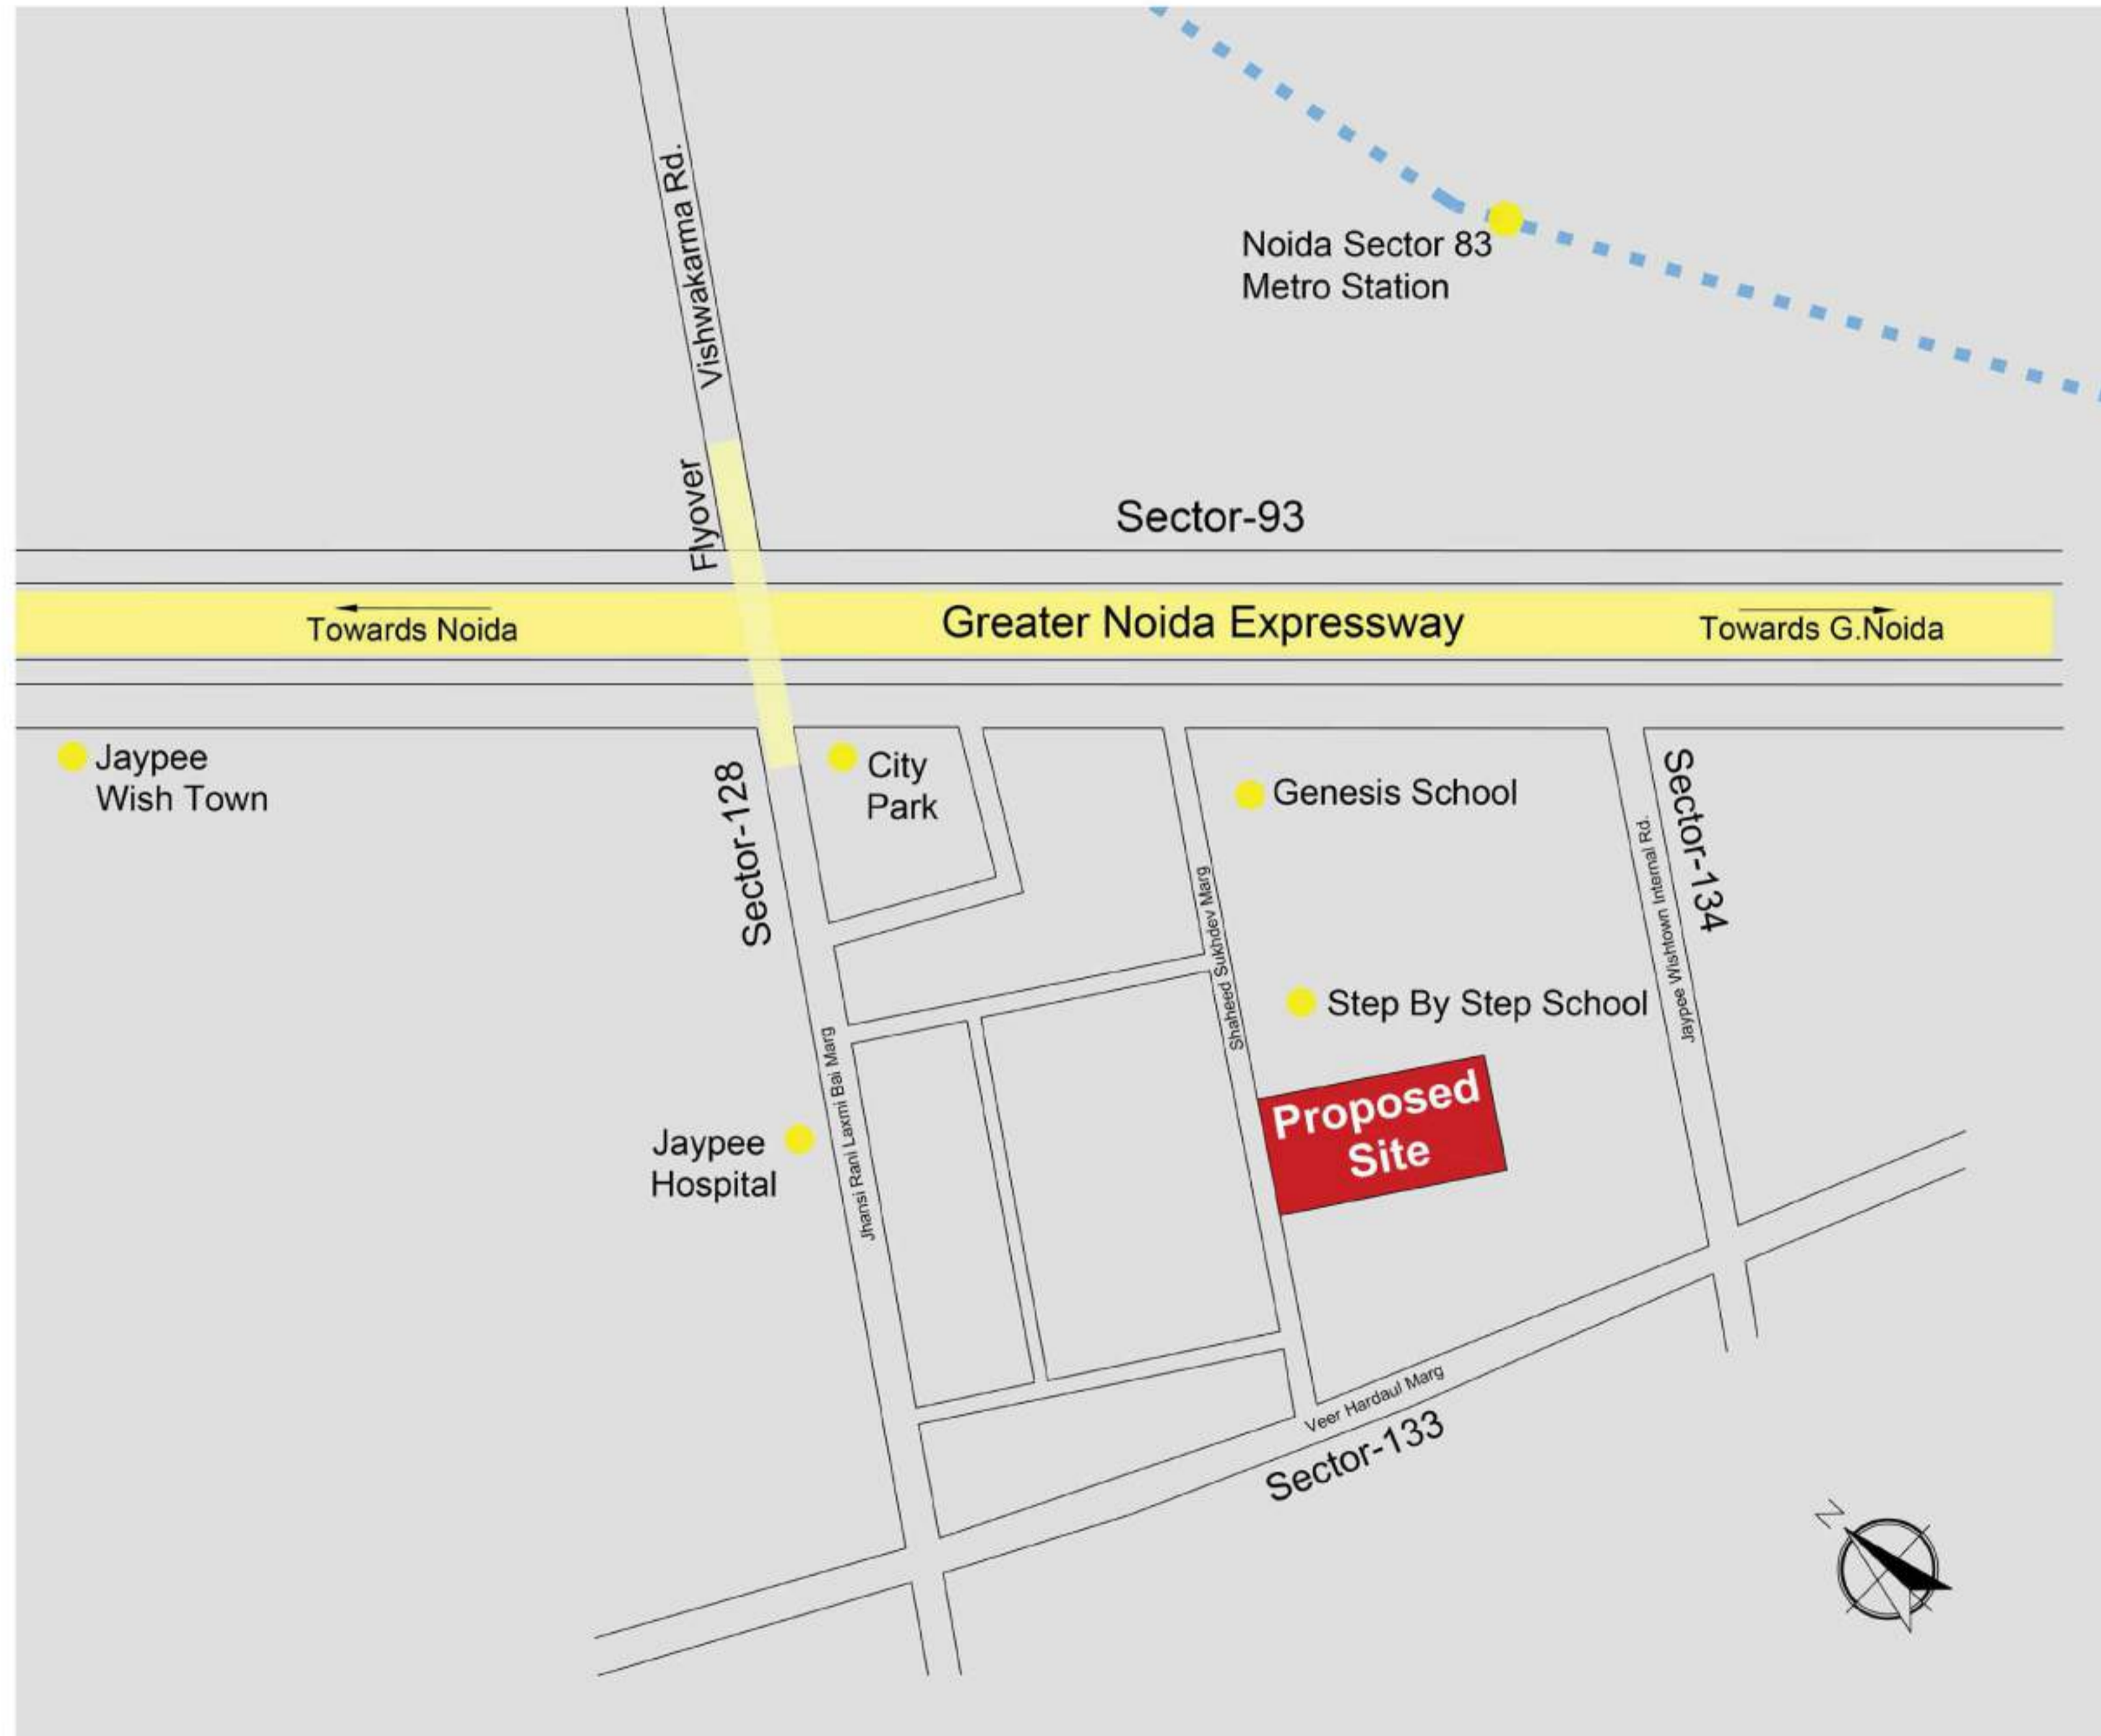 Vishwakarma Rd.
Noida Sector 83
Metro Station
Flyover
Sector-93
Towards Noida
Greater Noida Expressway
Towards G.Noida
Jaypee
Wish Town
Sector-128
City
Park
Genesis School
Sector-134
Jaypee Wishtown Internal Rd.
Shaheed Sukhdev Marg
Step By Step School
Jhansi Rani Laxmi Bai Marg
Proposed
Site
Jaypee
Hospital
Veer Hardaul Marg
Sector-133
N